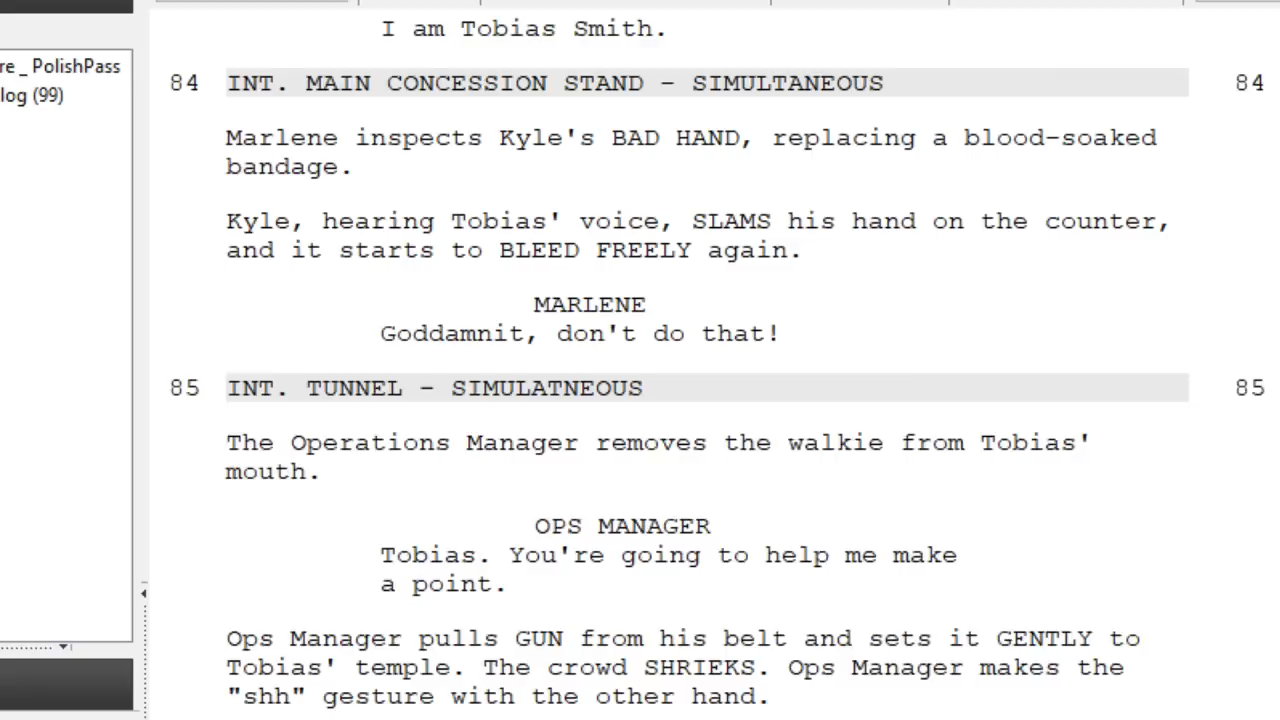 I am Tobias Smith.
re _ PolishPass
log (99)
84 INT. MAIN CONCESSION STAND - SIMULTANEOUS 84
Marlene inspects Kyle's BAD HAND, replacing a blood-soaked
bandage.
Kyle, hearing Tobias' voice, SLAMS his hand on the counter,
and it starts to BLEED FREELY again.
MARLENE
Goddamnit, don't do that!
85 INT. TUNNEL - SIMULATNEOUS 85
The Operations Manager removes the walkie from Tobias'
mouth.
OPS MANAGER
Tobias. You're going to help me make
a point.
Ops Manager pulls GUN from his belt and sets it GENTLY to
Tobias' temple. The crowd SHRIEKS. Ops Manager makes the
"shh" gesture with the other hand.